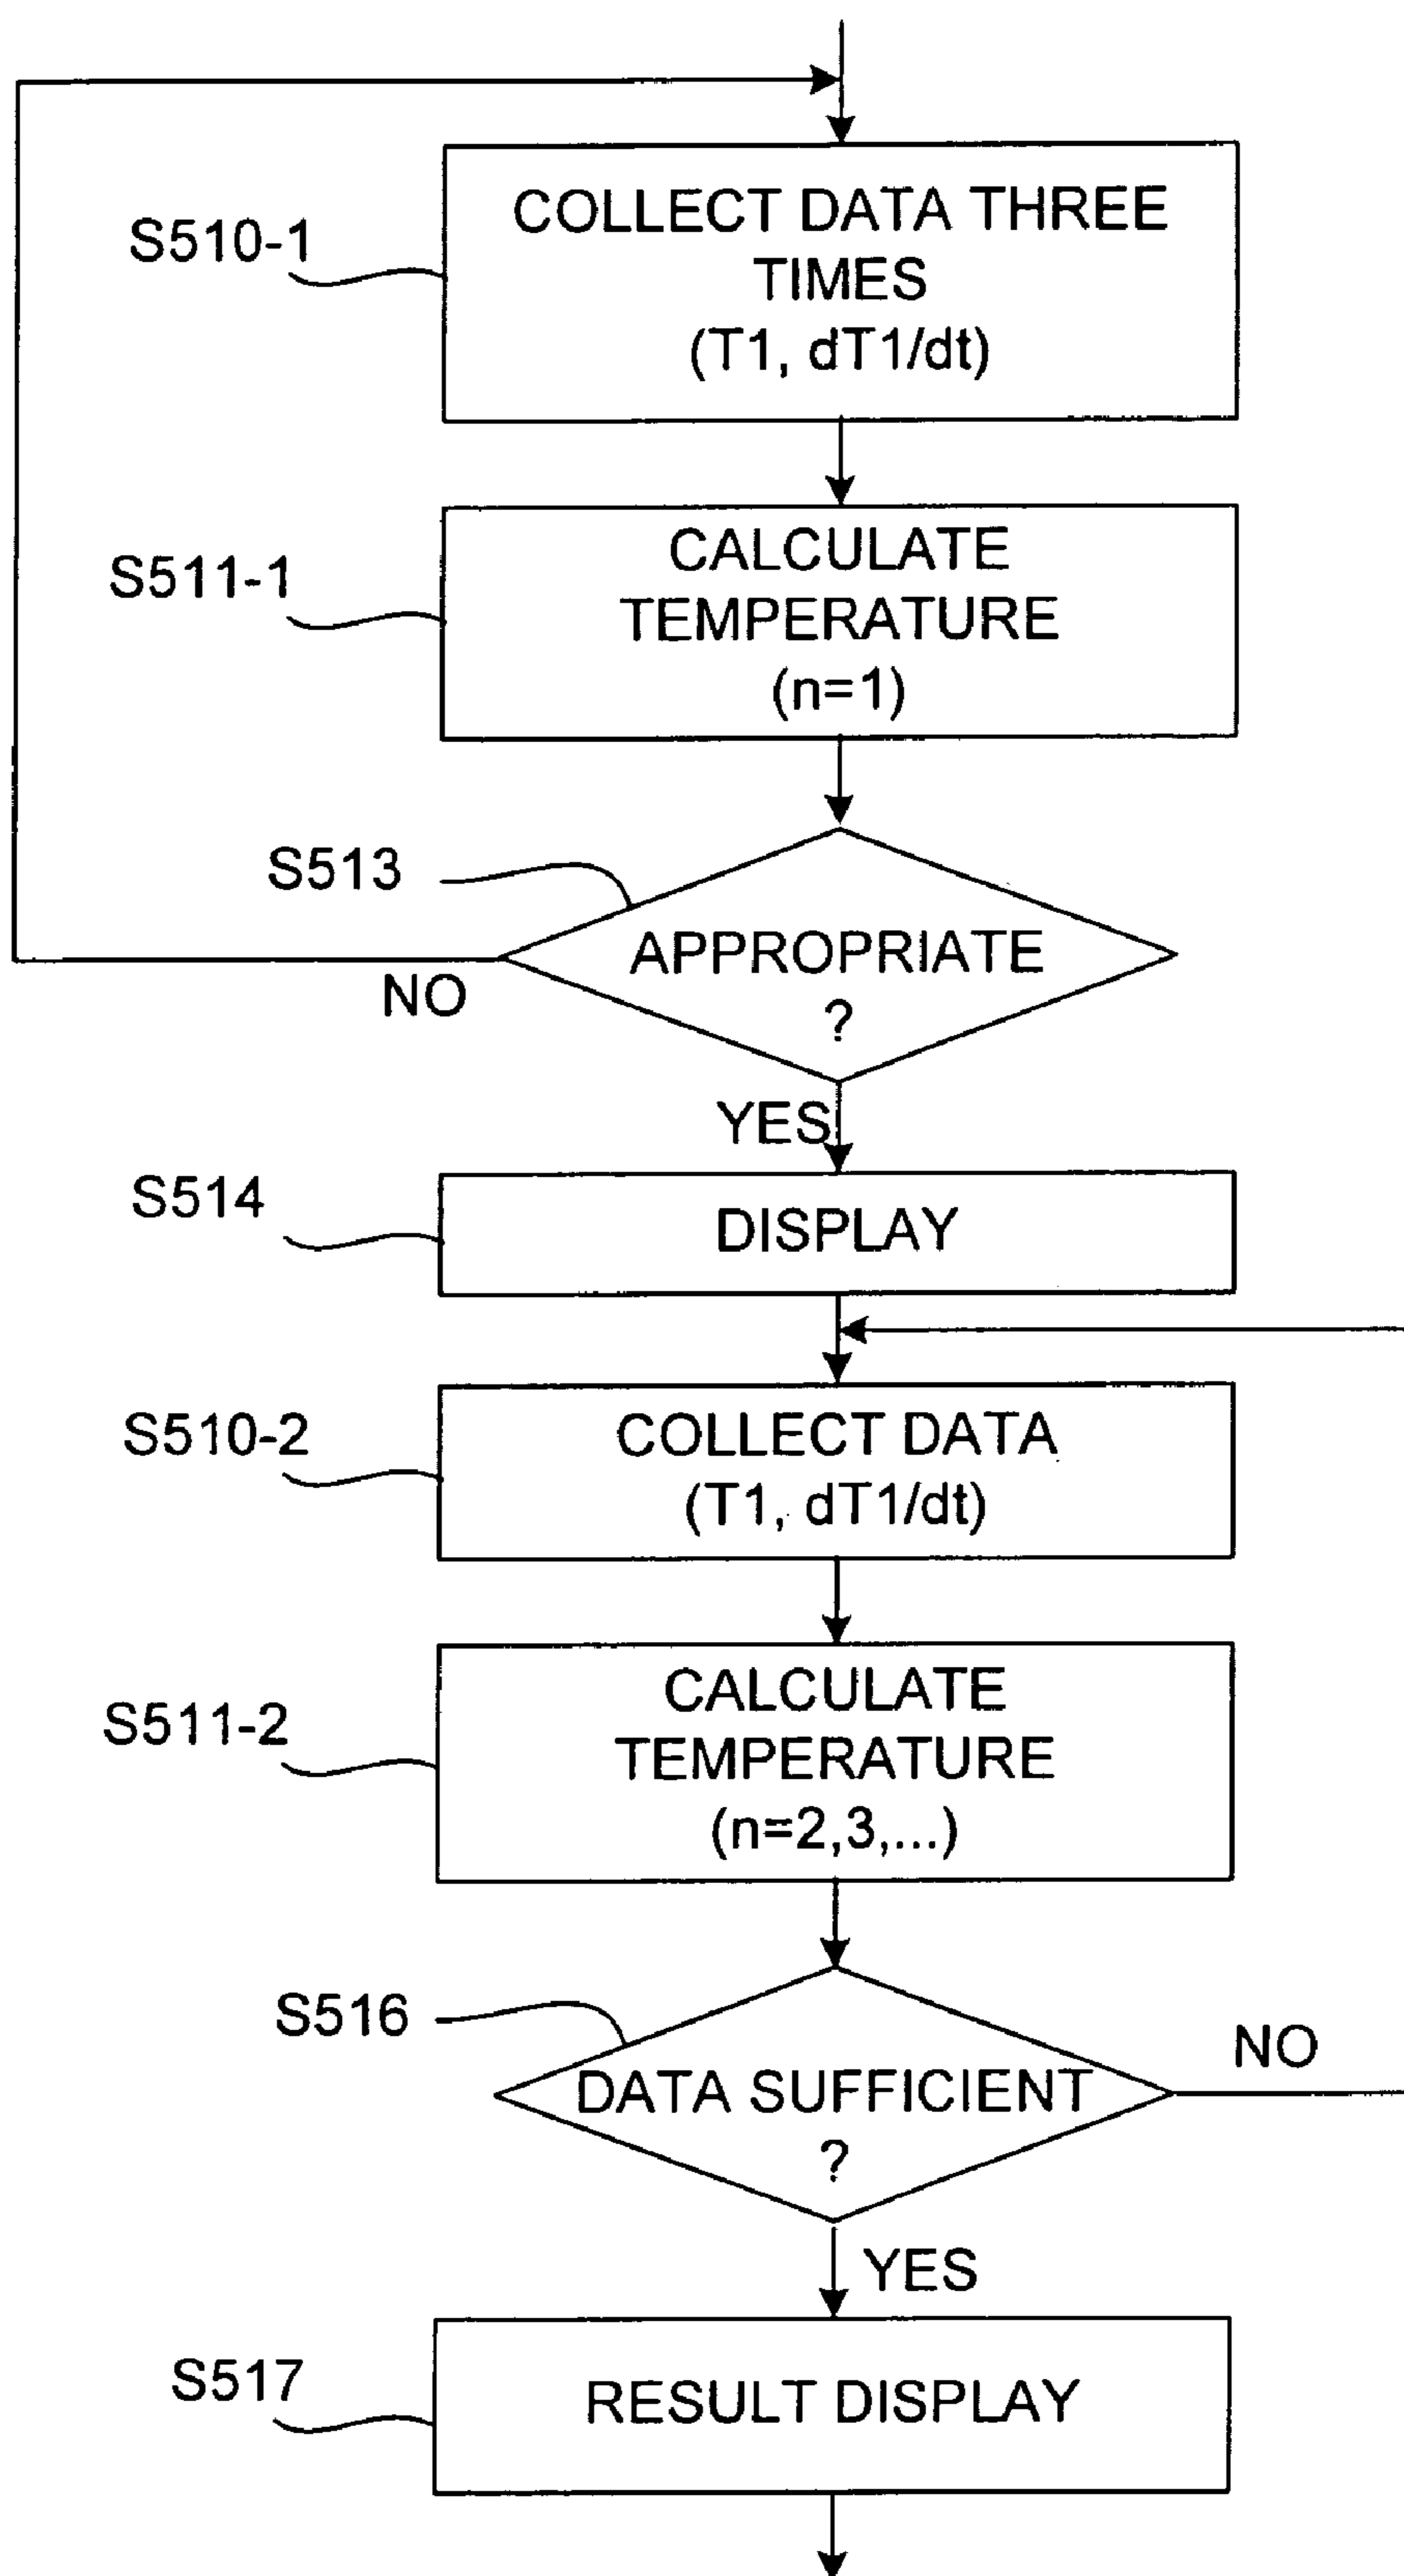 S510-1
COLLECT DATA THREE
TIMES
(T1, dT1/dt)
S511-1
CALCULATE
TEMPERATURE
(n=1)
S513
APPROPRIATE
?
NO
YES
S514
DISPLAY
S510-2
COLLECT DATA
(T1, dT1/dt)
S511-2
CALCULATE
TEMPERATURE
(n=2,3,...)
S516
DATA SUFFICIENT
?
NO
YES
S517
RESULT DISPLAY